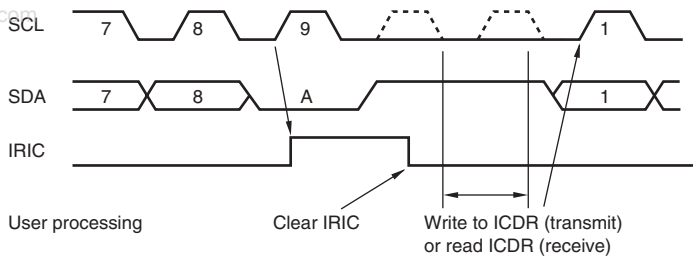 om
SCL 7 8 9 1
SDA 7 8 A 1
IRIC
User processing Clear IRIC Write to ICDR (transmit)
or read ICDR (receive)